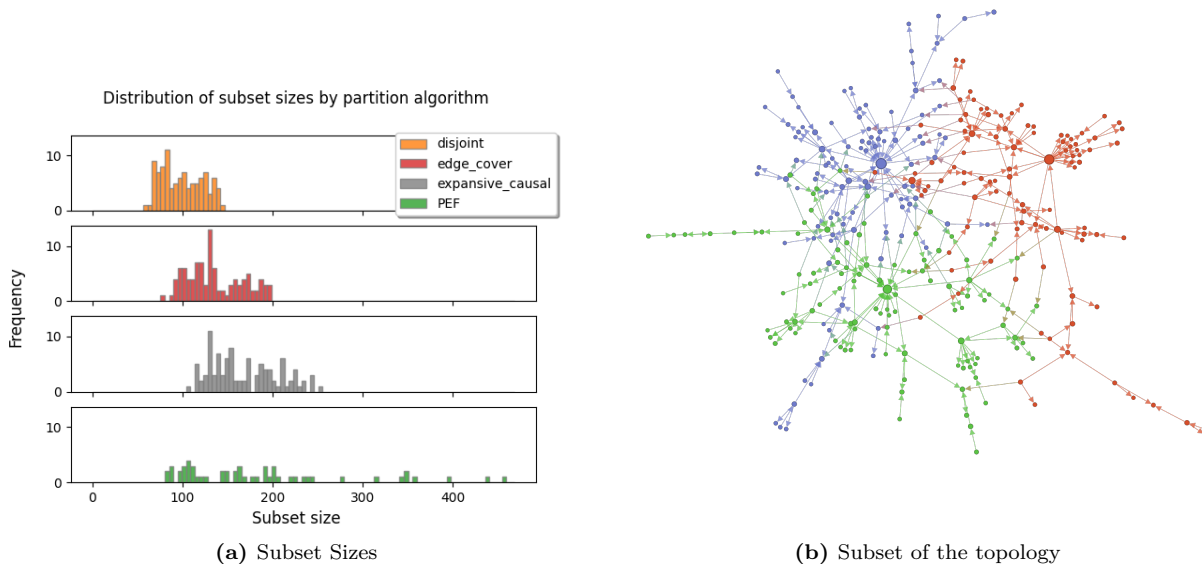 Distribution of subset sizes by partition algorithm
disjoint
edge_cover
expansive_causal
PEF
10
0
10
0
10
0
10
0
Frequency
0 100 200 300 400
Subset size
(a) Subset Sizes
(b) Subset of the topology